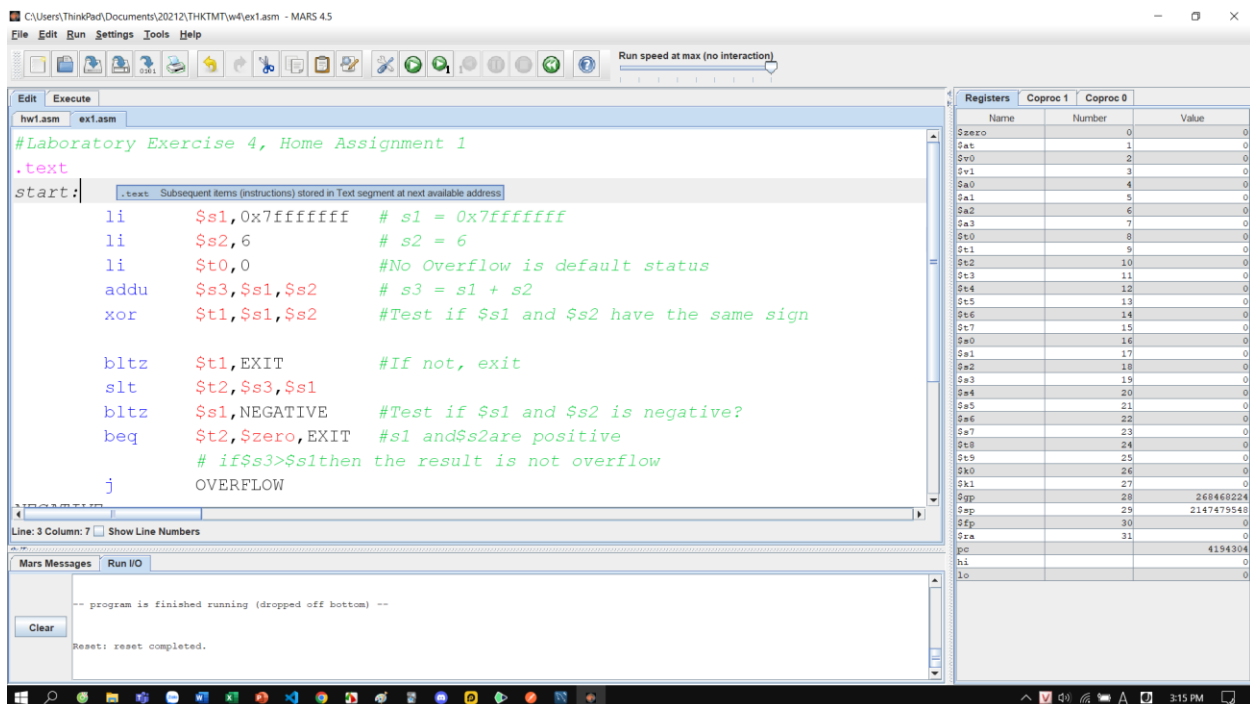 C:\Users\ThinkPad\Documents\20212\THKTMT\w4\ex1.asm - MARS 4.5
File Edit Run Settings Tools Help
Run speed at max (no interaction)
Edit Execute
hw1.asm ex1.asm
#Laboratory Exercise 4, Home Assignment 1
.text
start:
.text Subsequent items (instructions) stored in Text segment at next available address
li $s1,0x7fffffff # s1 = 0x7fffffff
li $s2,6 # s2 = 6
li $t0,0 #No Overflow is default status
addu $s3,$s1,$s2 # s3 = s1 + s2
xor $t1,$s1,$s2 #Test if $s1 and $s2 have the same sign
bltz $t1,EXIT #If not, exit
slt $t2,$s3,$s1
bltz $s1,NEGATIVE #Test if $s1 and $s2 is negative?
beq $t2,$zero,EXIT #s1 and$s2are positive
# if$s3>$s1then the result is not overflow
j OVERFLOW
NEGATIVE
Line: 3 Column: 7 Show Line Numbers
Mars Messages Run I/O
-- program is finished running (dropped off bottom) --
Clear
Reset: reset completed.
Registers Coproc 1 Coproc 0
Name Number Value
$zero 0 0
$at 1 0
$v0 2 0
$v1 3 0
$a0 4 0
$a1 5 0
$a2 6 0
$a3 7 0
$t0 8 0
$t1 9 0
$t2 10 0
$t3 11 0
$t4 12 0
$t5 13 0
$t6 14 0
$t7 15 0
$s0 16 0
$s1 17 0
$s2 18 0
$s3 19 0
$s4 20 0
$s5 21 0
$s6 22 0
$s7 23 0
$t8 24 0
$t9 25 0
$k0 26 0
$k1 27 0
$gp 28 268468224
$sp 29 2147479548
$fp 30 0
$ra 31 0
pc 4194304
hi 0
lo 0
3:15 PM